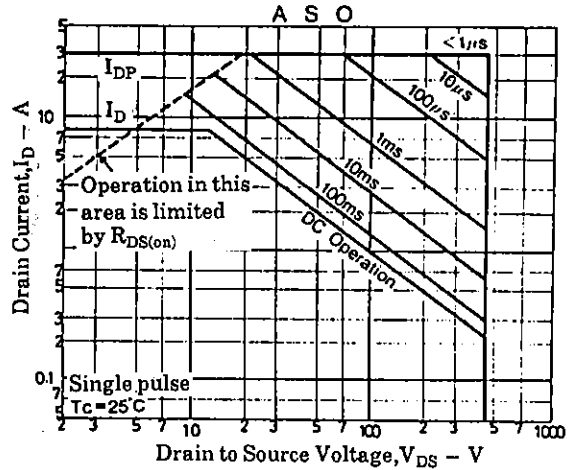 A S O
<1μs
10μs
100μs
1ms
10ms
100ms
DC Operation
IDP
ID
Operation in this
area is limited
by RDS(on)
Single pulse
Tc=25°C
Drain Current,ID – A
5
3
2
10
7
5
3
2
7
5
3
2
0.1
7
5
2 3 5 7 10 2 3 5 7 100 2 3 5 7 1000
Drain to Source Voltage,VDS – V